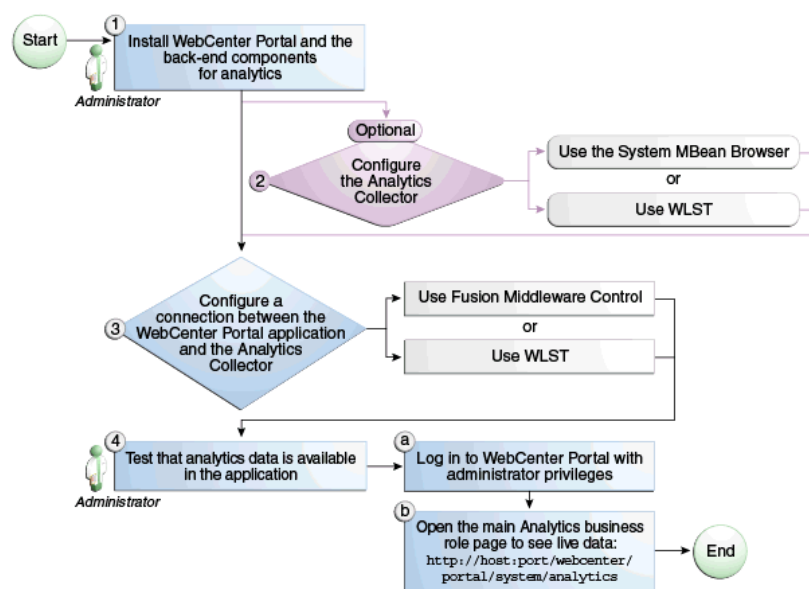 Start
1
Install WebCenter Portal and the
back-end components
for analytics
Administrator
Optional
2
Configure
the Analytics
Collector
Use the System MBean Browser
or
Use WLST
3
Configure a
connection between the
WebCenter Portal application
and the Analytics
Collector
Use Fusion Middleware Control
or
Use WLST
4
Test that analytics data is available
in the application
Administrator
a
Log in to WebCenter Portal with
administrator privileges
b
Open the main Analytics business
role page to see live data:
http://host:port/webcenter/
portal/system/analytics
End